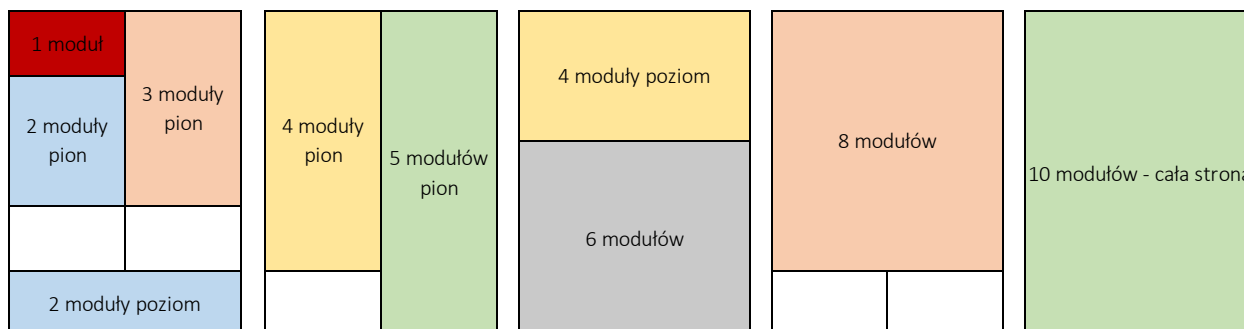 1 moduł
2 moduły
pion
3 moduły
pion
2 moduły poziom
4 moduły
pion
5 modułów
pion
4 moduły poziom
6 modułów
8 modułów
10 modułów - cała strona